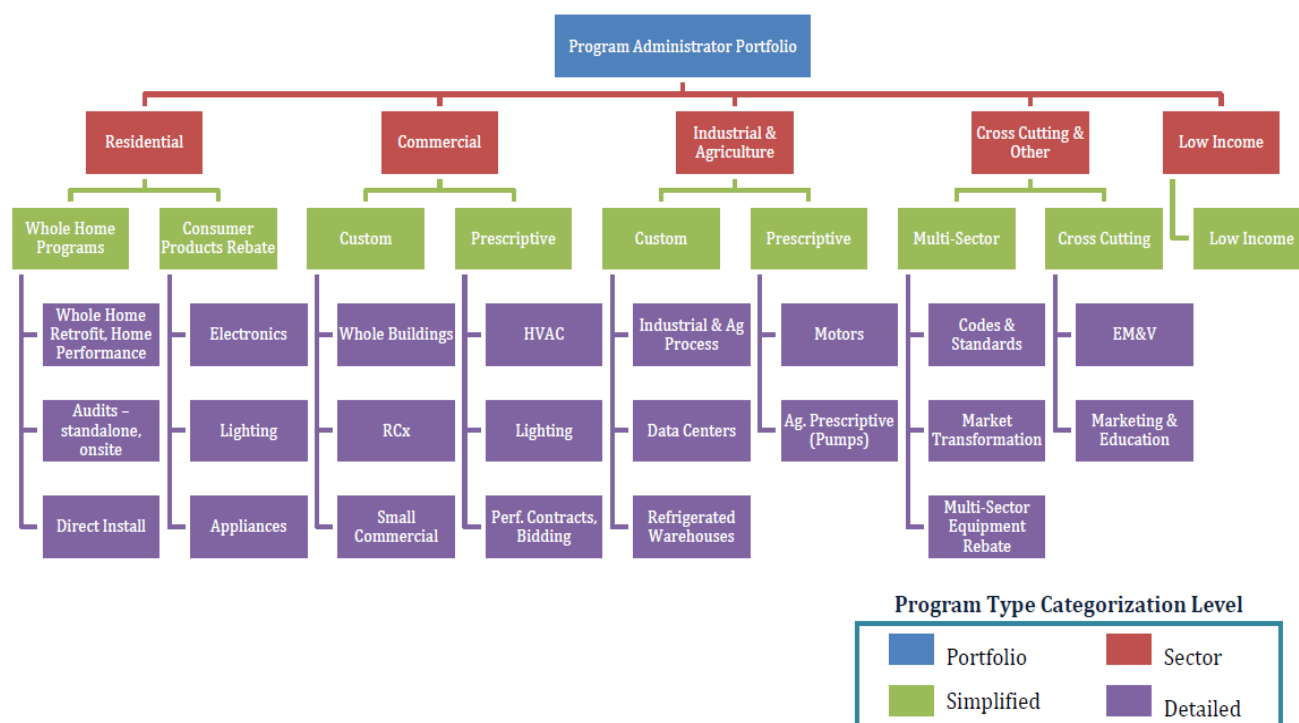 Program Administrator Portfolio
Residential
Commercial
Industrial &
Agriculture
Cross Cutting &
Other
Low Income
Whole Home
Programs
Consumer
Products Rebate
Custom
Prescriptive
Custom
Prescriptive
Multi-Sector
Cross Cutting
Low Income
Whole Home
Retrofit, Home
Performance
Electronics
Whole Buildings
HVAC
Industrial & Ag
Process
Motors
Codes &
Standards
EM&V
Audits –
standalone,
onsite
Lighting
RCx
Lighting
Data Centers
Ag. Prescriptive
(Pumps)
Market
Transformation
Marketing &
Education
Direct Install
Appliances
Small
Commercial
Perf. Contracts,
Bidding
Refrigerated
Warehouses
Multi-Sector
Equipment
Rebate
Program Type Categorization Level
Portfolio
Sector
Simplified
Detailed